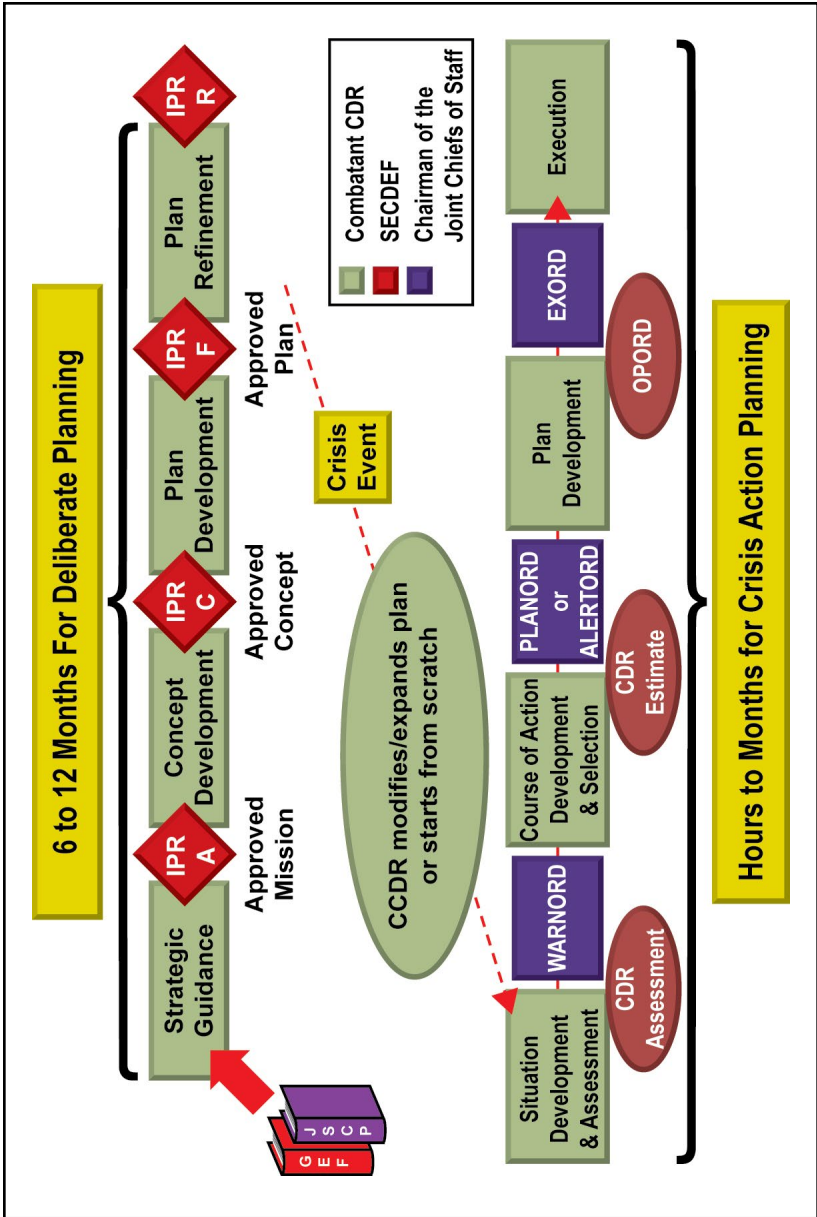 6 to 12 Months For Deliberate Planning
Strategic
Guidance
IPR
A
Concept
Development
IPR
C
Plan
Development
IPR
F
Plan
Refinement
IPR
R
Approved
Mission
Approved
Concept
Approved
Plan
G
E
F
J
S
C
P
Crisis
Event
CCDR modifies/expands plan
or starts from scratch
Combatant CDR
SECDEF
Chairman of the
Joint Chiefs of Staff
Situation
Development
& Assessment
WARNORD
Course of Action
Development
& Selection
PLANORD
or
ALERTORD
Plan
Development
EXORD
Execution
CDR
Assessment
CDR
Estimate
OPORD
Hours to Months for Crisis Action Planning